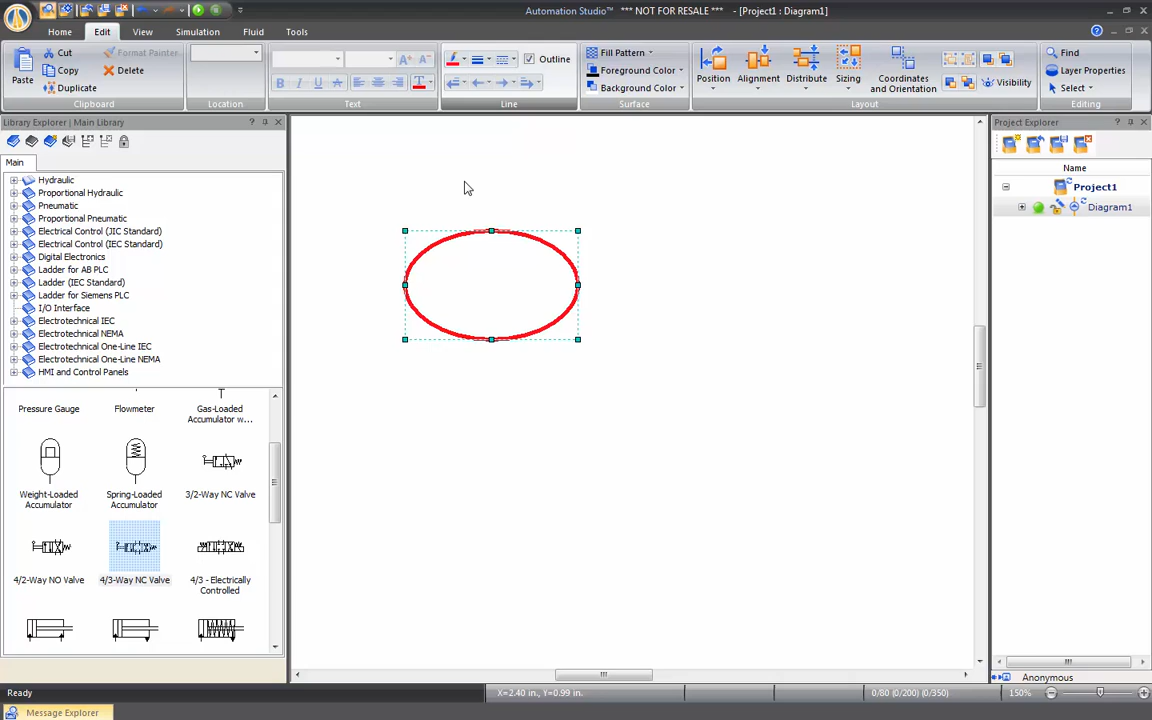 Automation Studio™ *** NOT FOR RESALE *** - [Project1 : Diagram1]
Home Edit View Simulation Fluid Tools
Paste Cut Copy Duplicate Format Painter Delete
Clipboard
Location
B I U A
Text
Outline
Line
Fill Pattern
Foreground Color
Background Color
Surface
Position Alignment Distribute Sizing Coordinates and Orientation Visibility
Layout
Find
Layer Properties
Select
Editing
Library Explorer | Main Library
Main
Hydraulic
Proportional Hydraulic
Pneumatic
Proportional Pneumatic
Electrical Control (JIC Standard)
Electrical Control (IEC Standard)
Digital Electronics
Ladder for AB PLC
Ladder (IEC Standard)
Ladder for Siemens PLC
I/O Interface
Electrotechnical IEC
Electrotechnical NEMA
Electrotechnical One-Line IEC
Electrotechnical One-Line NEMA
HMI and Control Panels
Pressure Gauge
Flowmeter
Gas-Loaded
Accumulator w...
Weight-Loaded
Accumulator
Spring-Loaded
Accumulator
3/2-Way NC Valve
4/2-Way NO Valve
4/3-Way NC Valve
4/3 - Electrically
Controlled
Project Explorer
Name
Project1
Diagram1
Anonymous
Ready
X=2.40 in., Y=0.99 in.
0/80 (0/200) (0/350)
150%
Message Explorer